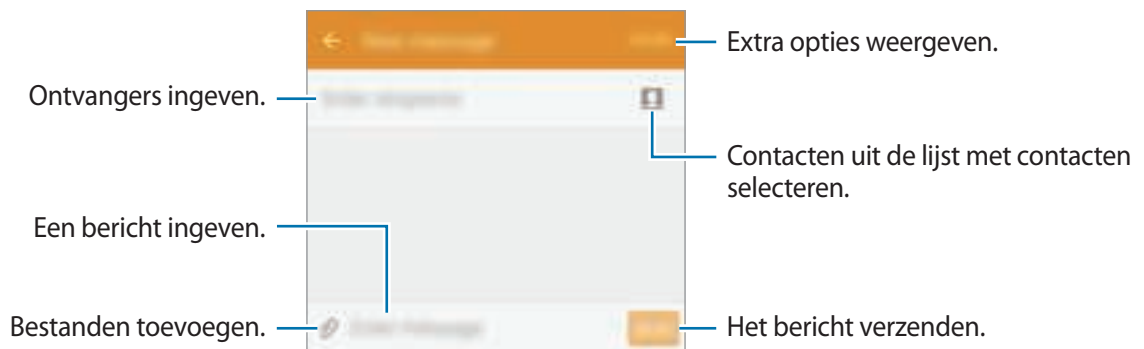 Extra opties weergeven.
Ontvangers ingeven.
Contacten uit de lijst met contacten
selecteren.
Een bericht ingeven.
Bestanden toevoegen.
Het bericht verzenden.